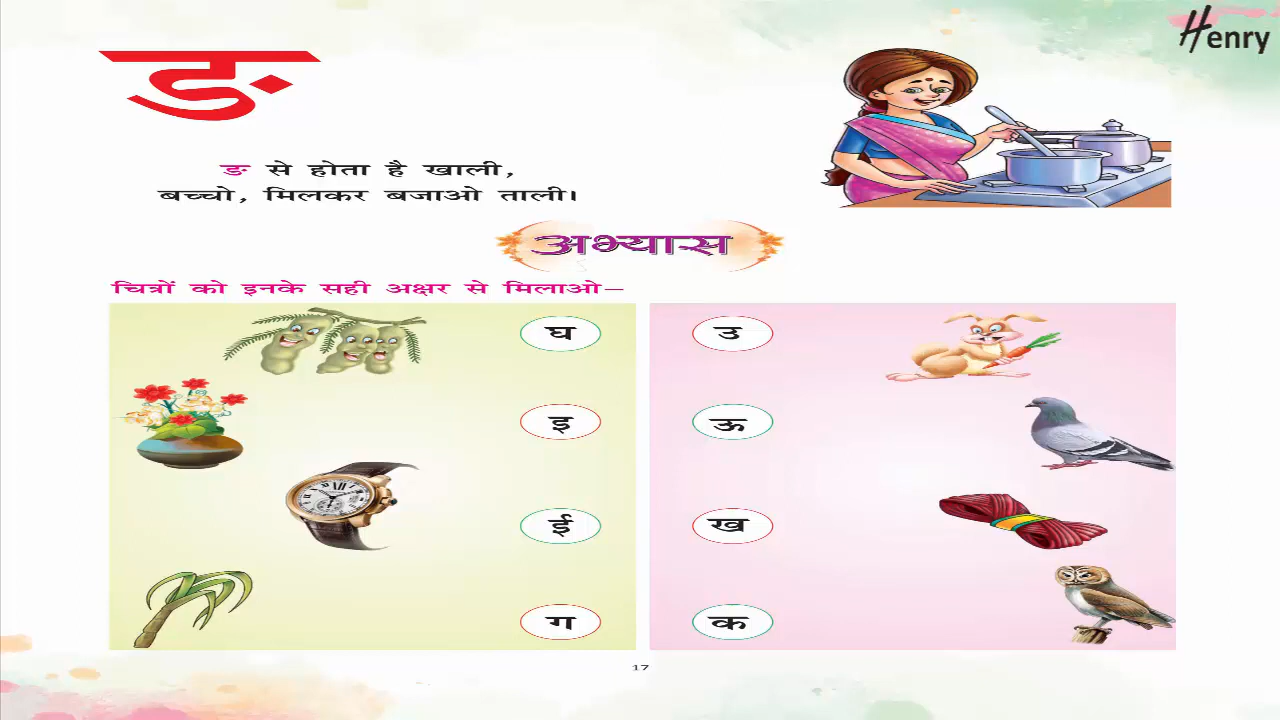 Henry
ङ
ङ से होता है खाली,
बच्चो, मिलकर बजाओ ताली।
अभ्यास
चित्रों को इनके सही अक्षर से मिलाओ–
घ उ
इ ऊ
ई ख
ग क
17